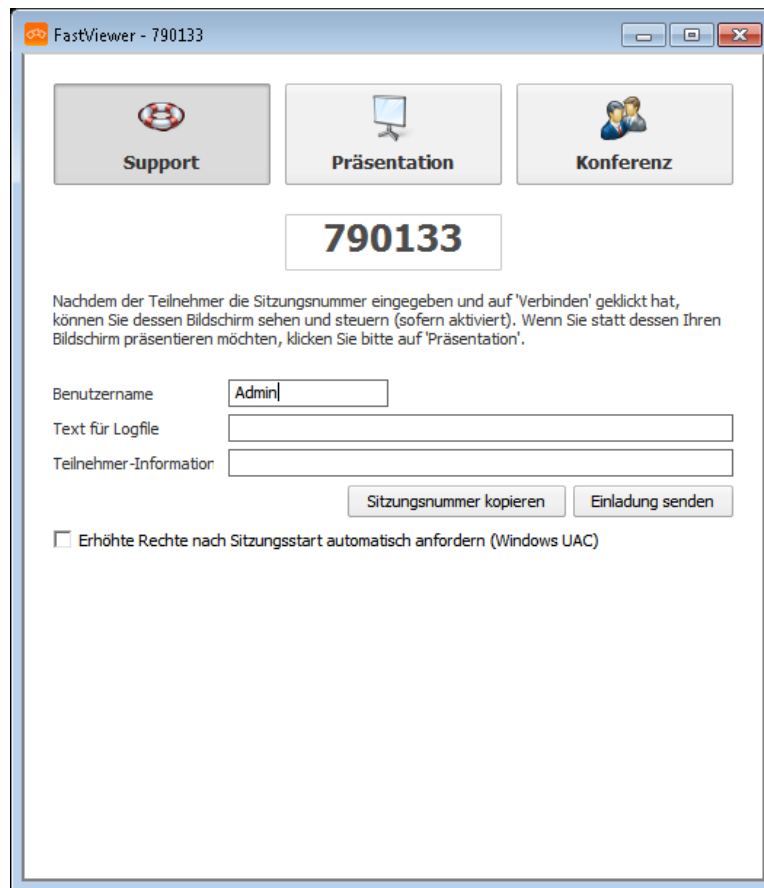 FastViewer - 790133
Support
Präsentation
Konferenz
790133
Nachdem der Teilnehmer die Sitzungsnummer eingegeben und auf 'Verbinden' geklickt hat,
können Sie dessen Bildschirm sehen und steuern (sofern aktiviert). Wenn Sie statt dessen Ihren
Bildschirm präsentieren möchten, klicken Sie bitte auf 'Präsentation'.
Benutzername
Admin
Text für Logfile
Teilnehmer-Information
Sitzungsnummer kopieren
Einladung senden
Erhöhte Rechte nach Sitzungsstart automatisch anfordern (Windows UAC)